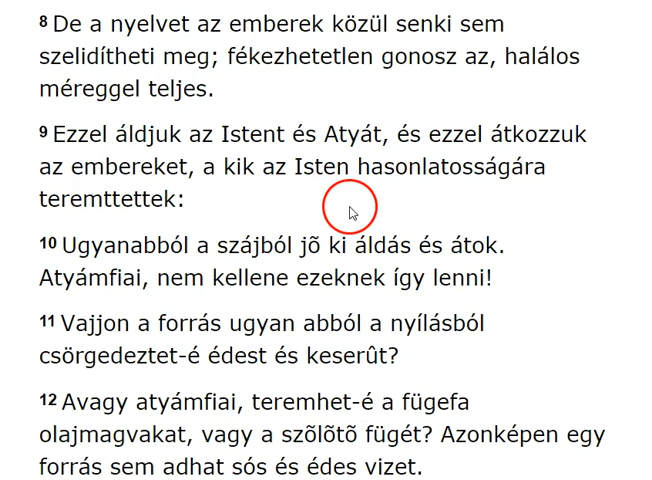 8 De a nyelvet az emberek közül senki sem
szelidítheti meg; fékezhetetlen gonosz az, halálos
méreggel teljes.
9 Ezzel áldjuk az Istent és Atyát, és ezzel átkozzuk
az embereket, a kik az Isten hasonlatosságára
teremttettek:
10 Ugyanabból a szájból jõ ki áldás és átok.
Atyámfiai, nem kellene ezeknek így lenni!
11 Vajjon a forrás ugyan abból a nyílásból
csörgedeztet-é édest és keserût?
12 Avagy atyámfiai, teremhet-é a fügefa
olajmagvakat, vagy a szõlõtõ fügét? Azonképen egy
forrás sem adhat sós és édes vizet.